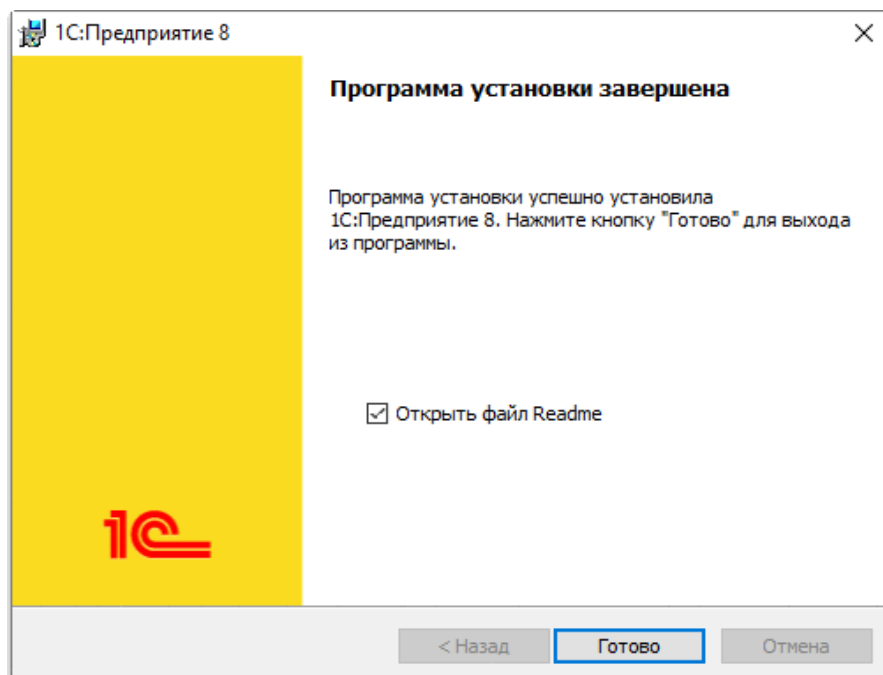 1С:Предприятие 8
Программа установки завершена
Программа установки успешно установила
1С:Предприятие 8. Нажмите кнопку "Готово" для выхода
из программы.
Открыть файл Readme
1С
< Назад
Готово
Отмена